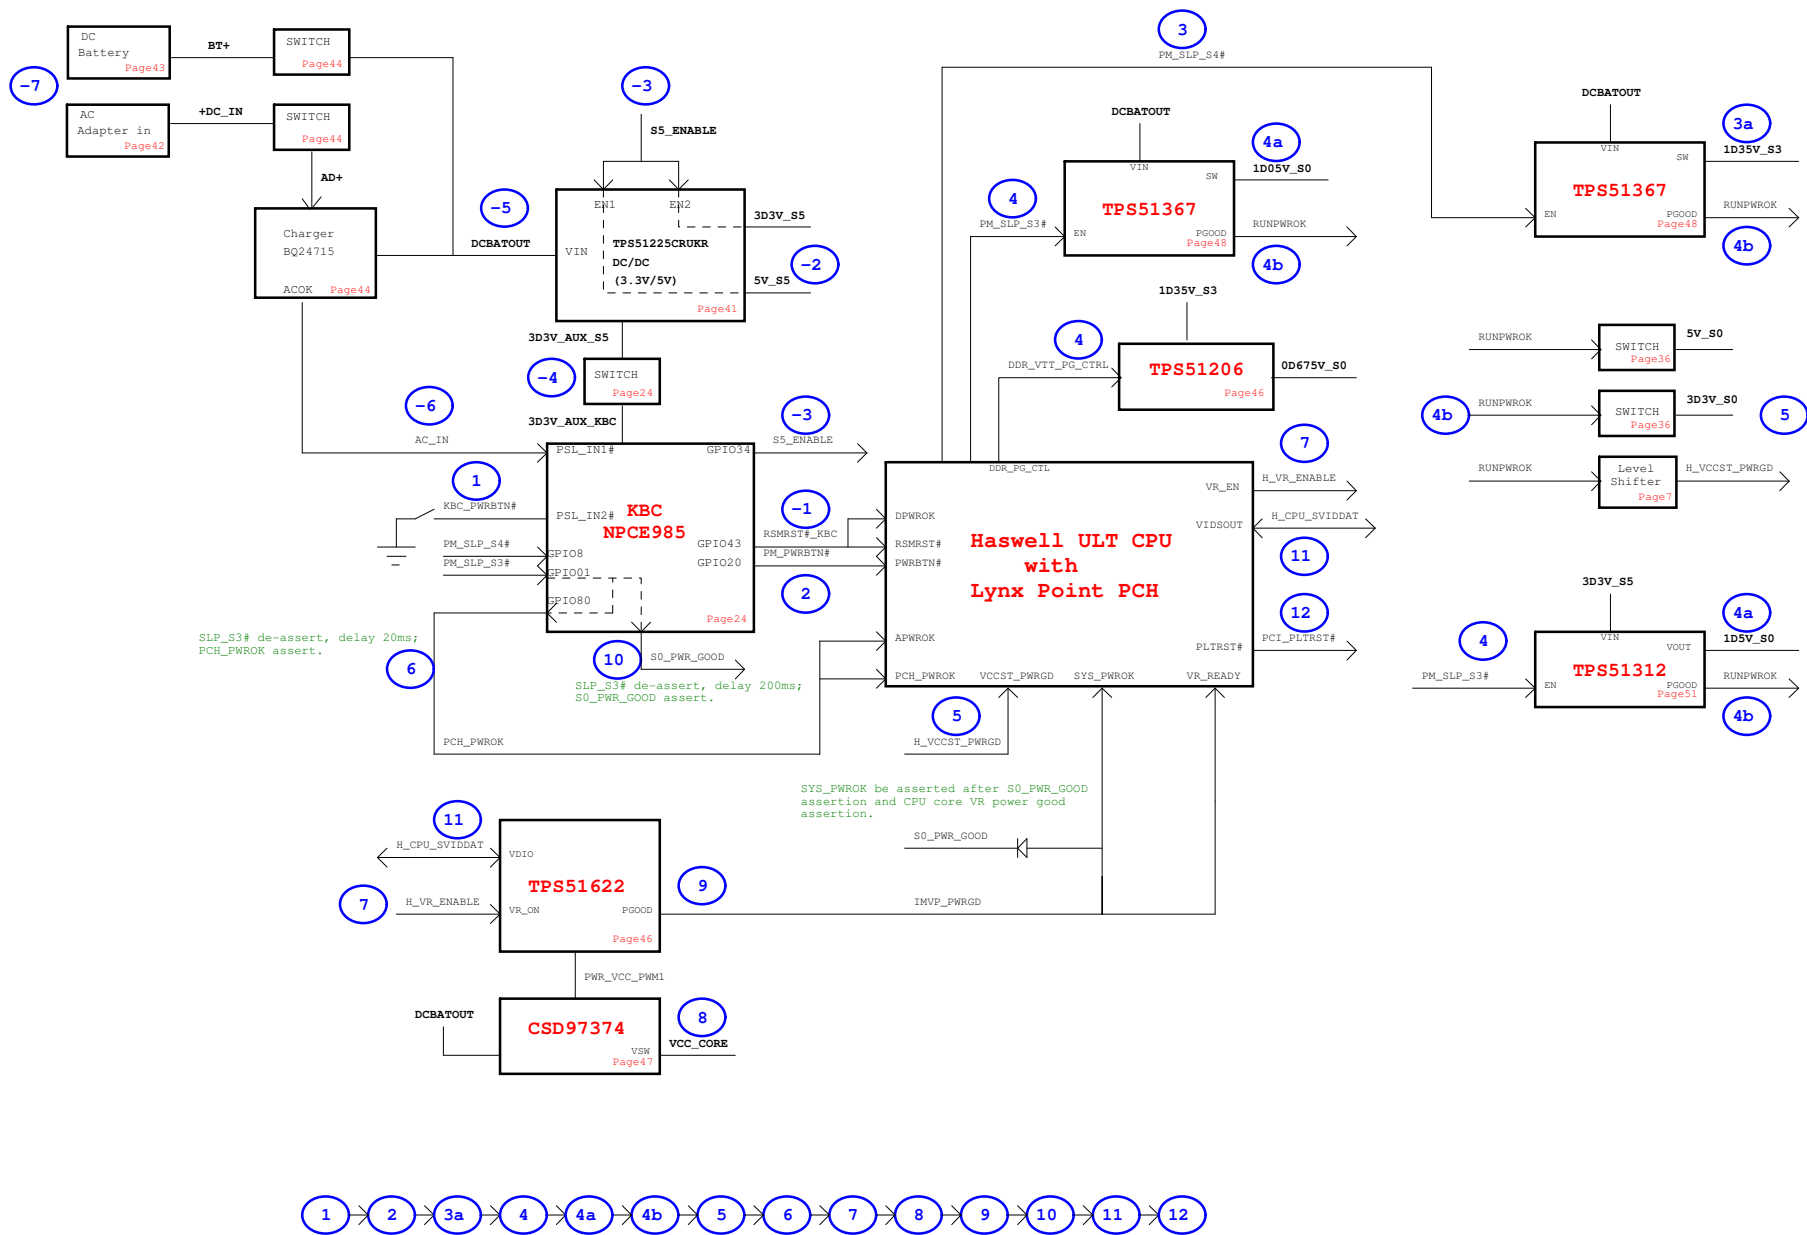 DC
Battery
Page43
BT+
SWITCH
Page44
-7
AC
Adapter in
Page42
+DC_IN
SWITCH
Page44
AD+
Charger
BQ24715
ACOK
Page44
-5
DCBATOUT
-3
S5_ENABLE
EN1
EN2
VIN
TPS51225CRUKR
DC/DC
(3.3V/5V)
Page41
3D3V_S5
-2
5V_S5
3D3V_AUX_S5
-4
SWITCH
Page24
3D3V_AUX_KBC
-6
AC_IN
1
KBC_PWRBTN#
PM_SLP_S4#
PM_SLP_S3#
PSL_IN1#
GPIO34
PSL_IN2#
KBC
NPCE985
GPIO43
GPIO8
GPIO20
GPIO01
GPIO80
Page24
-3
S5_ENABLE
-1
RSMRST#_KBC
PM_PWRBTN#
2
SLP_S3# de-assert, delay 20ms;
PCH_PWROK assert.
6
10
S0_PWR_GOOD
SLP_S3# de-assert, delay 200ms;
S0_PWR_GOOD assert.
PCH_PWROK
3
PM_SLP_S4#
DCBATOUT
4
PM_SLP_S3#
VIN
SW
TPS51367
EN
PGOOD
Page48
4a
1D05V_S0
RUNPWROK
4b
1D35V_S3
4
DDR_VTT_PG_CTRL
TPS51206
Page46
0D675V_S0
DDR_PG_CTL
DPWROK
RSMRST#
PWRBTN#
APWROK
PCH_PWROK
Haswell ULT CPU
with
Lynx Point PCH
VR_EN
VIDSOUT
PLTRST#
VCCST_PWRGD
SYS_PWROK
VR_READY
7
H_VR_ENABLE
H_CPU_SVIDDAT
11
12
PCI_PLTRST#
5
H_VCCST_PWRGD
SYS_PWROK be asserted after S0_PWR_GOOD
assertion and CPU core VR power good
assertion.
S0_PWR_GOOD
IMVP_PWRGD
DCBATOUT
VIN
SW
TPS51367
EN
PGOOD
Page48
3a
1D35V_S3
RUNPWROK
4b
RUNPWROK
SWITCH
Page36
5V_S0
4b
RUNPWROK
SWITCH
Page36
3D3V_S0
5
RUNPWROK
Level
Shifter
Page7
H_VCCST_PWRGD
3D3V_S5
4
PM_SLP_S3#
VIN
VOUT
TPS51312
EN
PGOOD
Page51
4a
1D5V_S0
RUNPWROK
4b
11
H_CPU_SVIDDAT
7
H_VR_ENABLE
VDIO
TPS51622
VR_ON
PGOOD
Page46
9
PWR_VCC_PWM1
DCBATOUT
CSD97374
VSW
Page47
8
VCC_CORE
1 2 3a 4 4a 4b 5 6 7 8 9 10 11 12